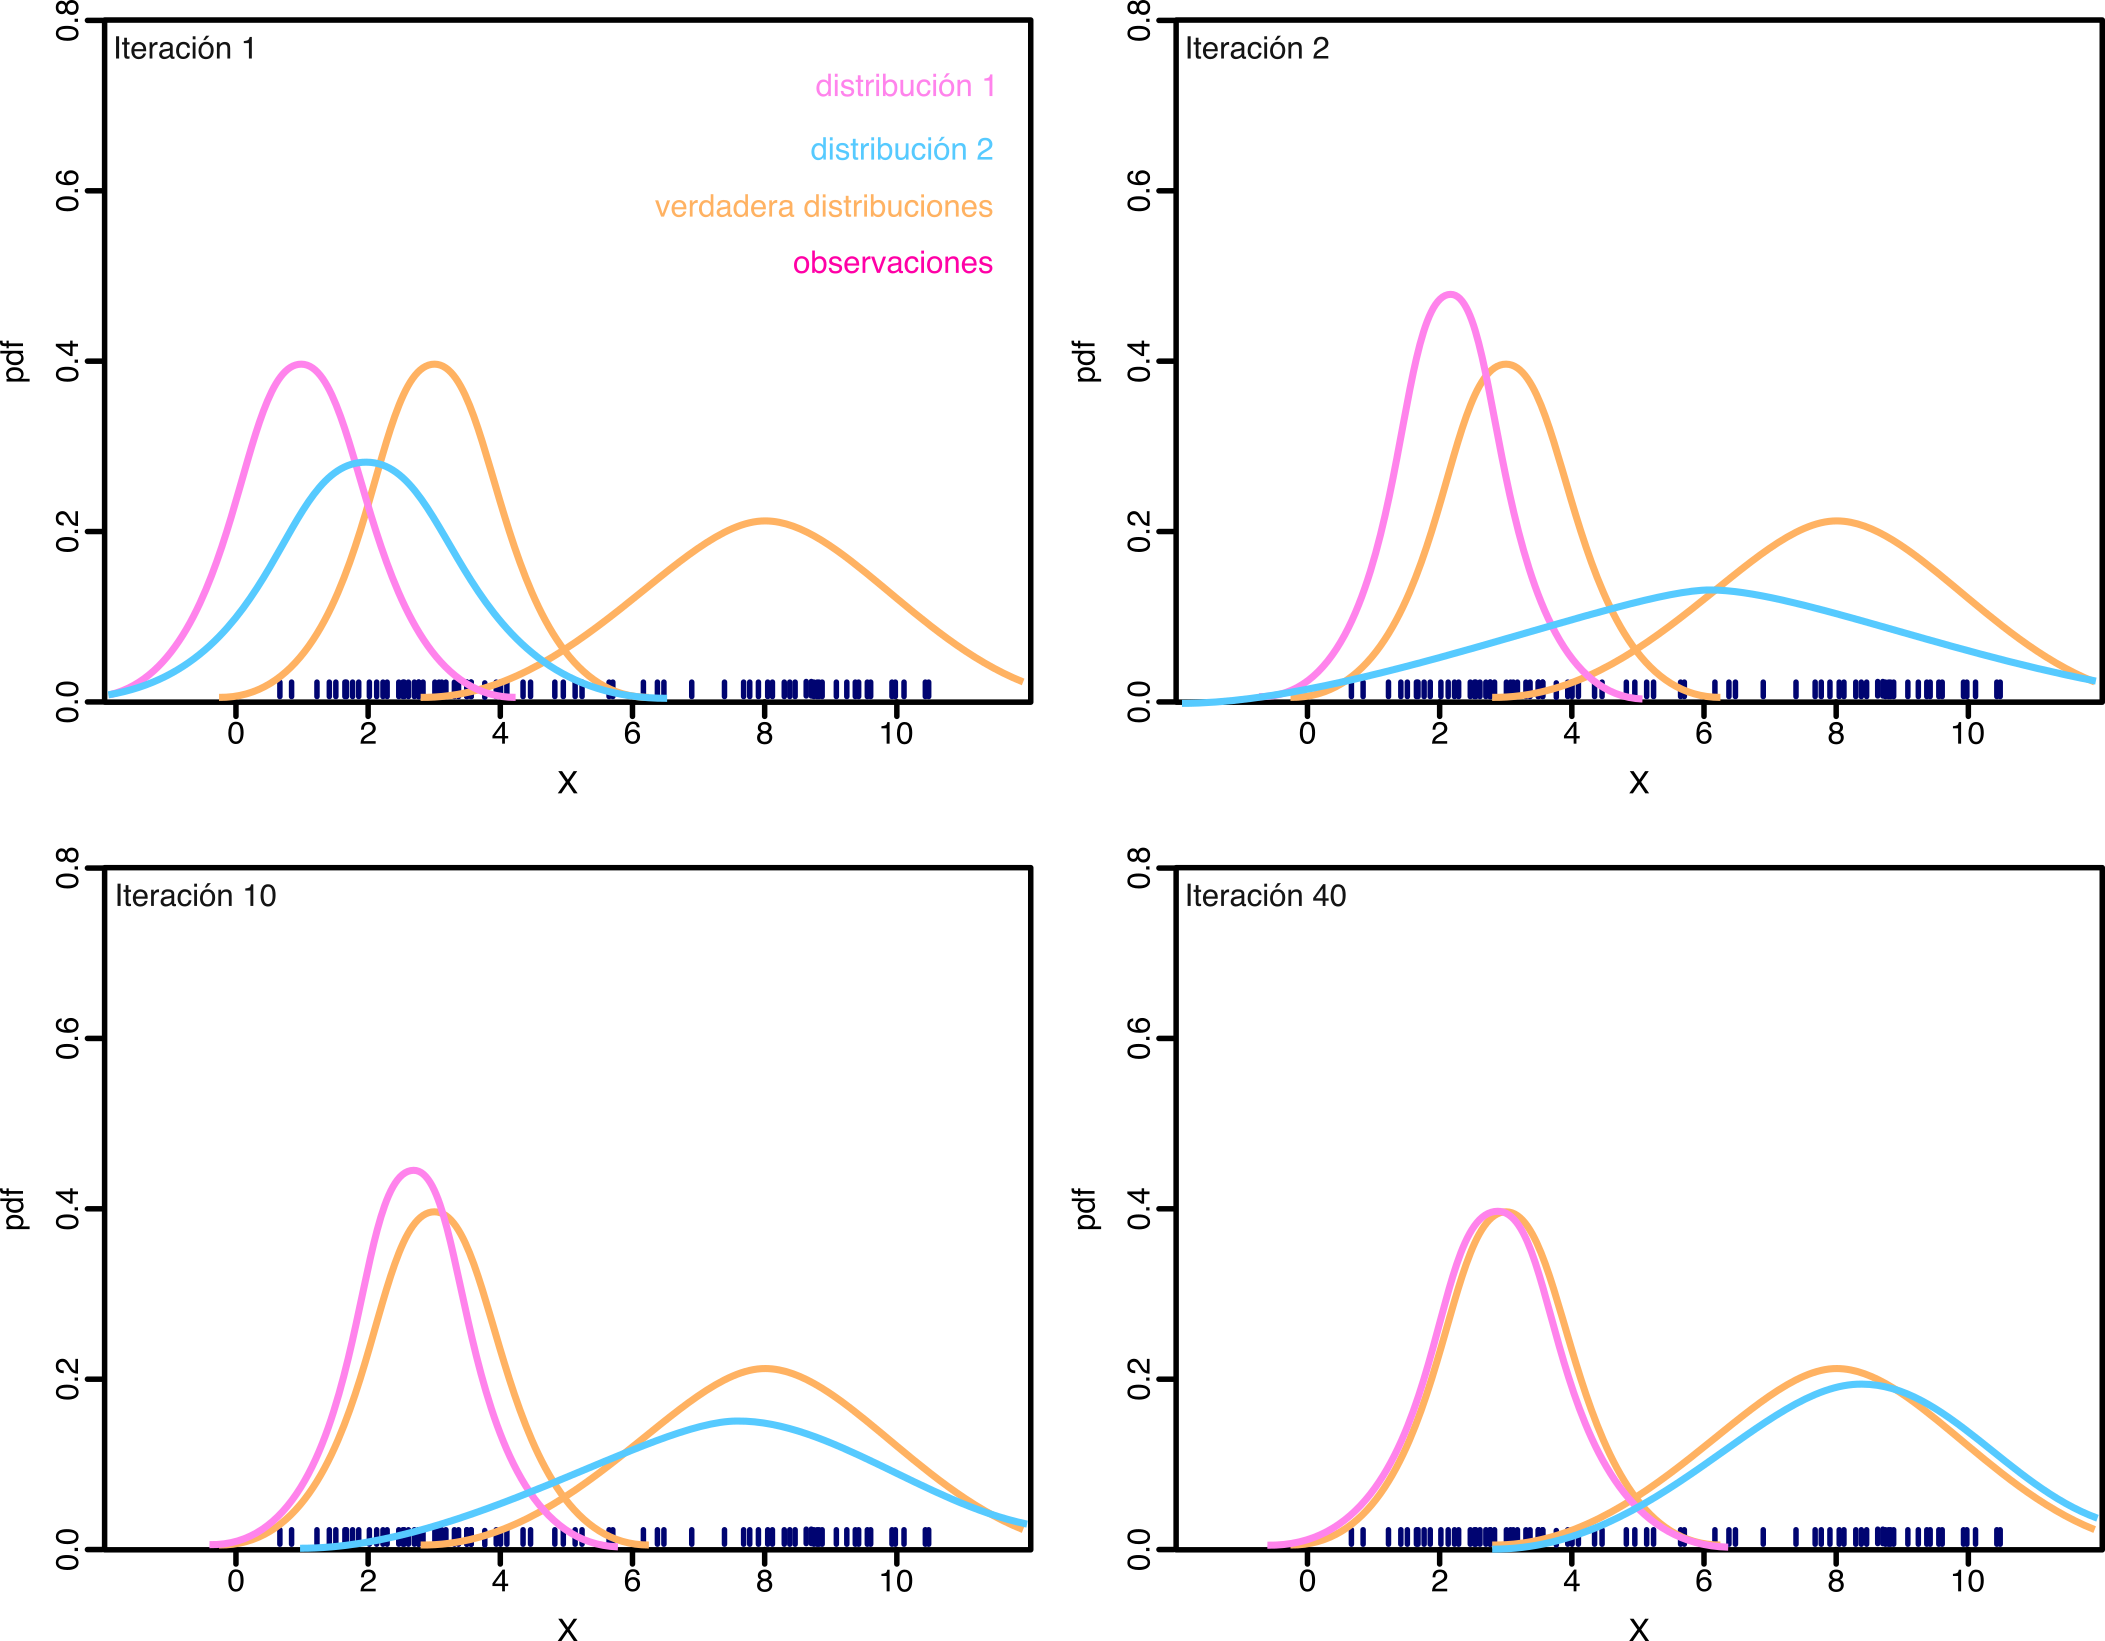 Iteración 1
distribución 1
distribución 2
verdadera distribuciones
observaciones
pdf
0.8
0.6
0.4
0.2
0.0
0 2 4 6 8 10
X
Iteración 2
pdf
0.8
0.6
0.4
0.2
0.0
0 2 4 6 8 10
X
Iteración 10
pdf
0.8
0.6
0.4
0.2
0.0
0 2 4 6 8 10
X
Iteración 40
pdf
0.8
0.6
0.4
0.2
0.0
0 2 4 6 8 10
X